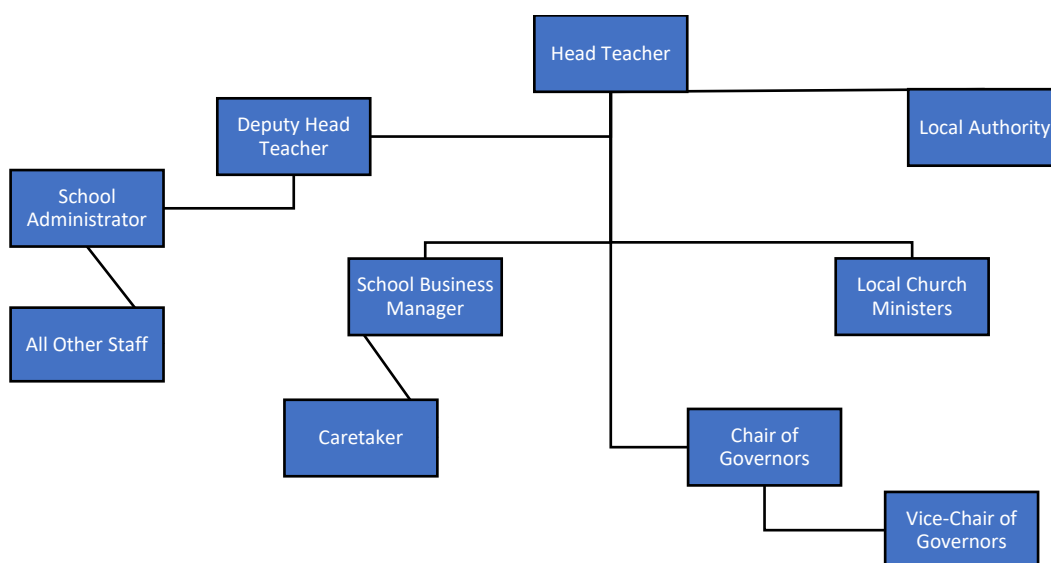 Head Teacher
Deputy Head
Teacher
Local Authority
School
Administrator
School Business
Manager
Local Church
Ministers
All Other Staff
Caretaker
Chair of
Governors
Vice-Chair of
Governors